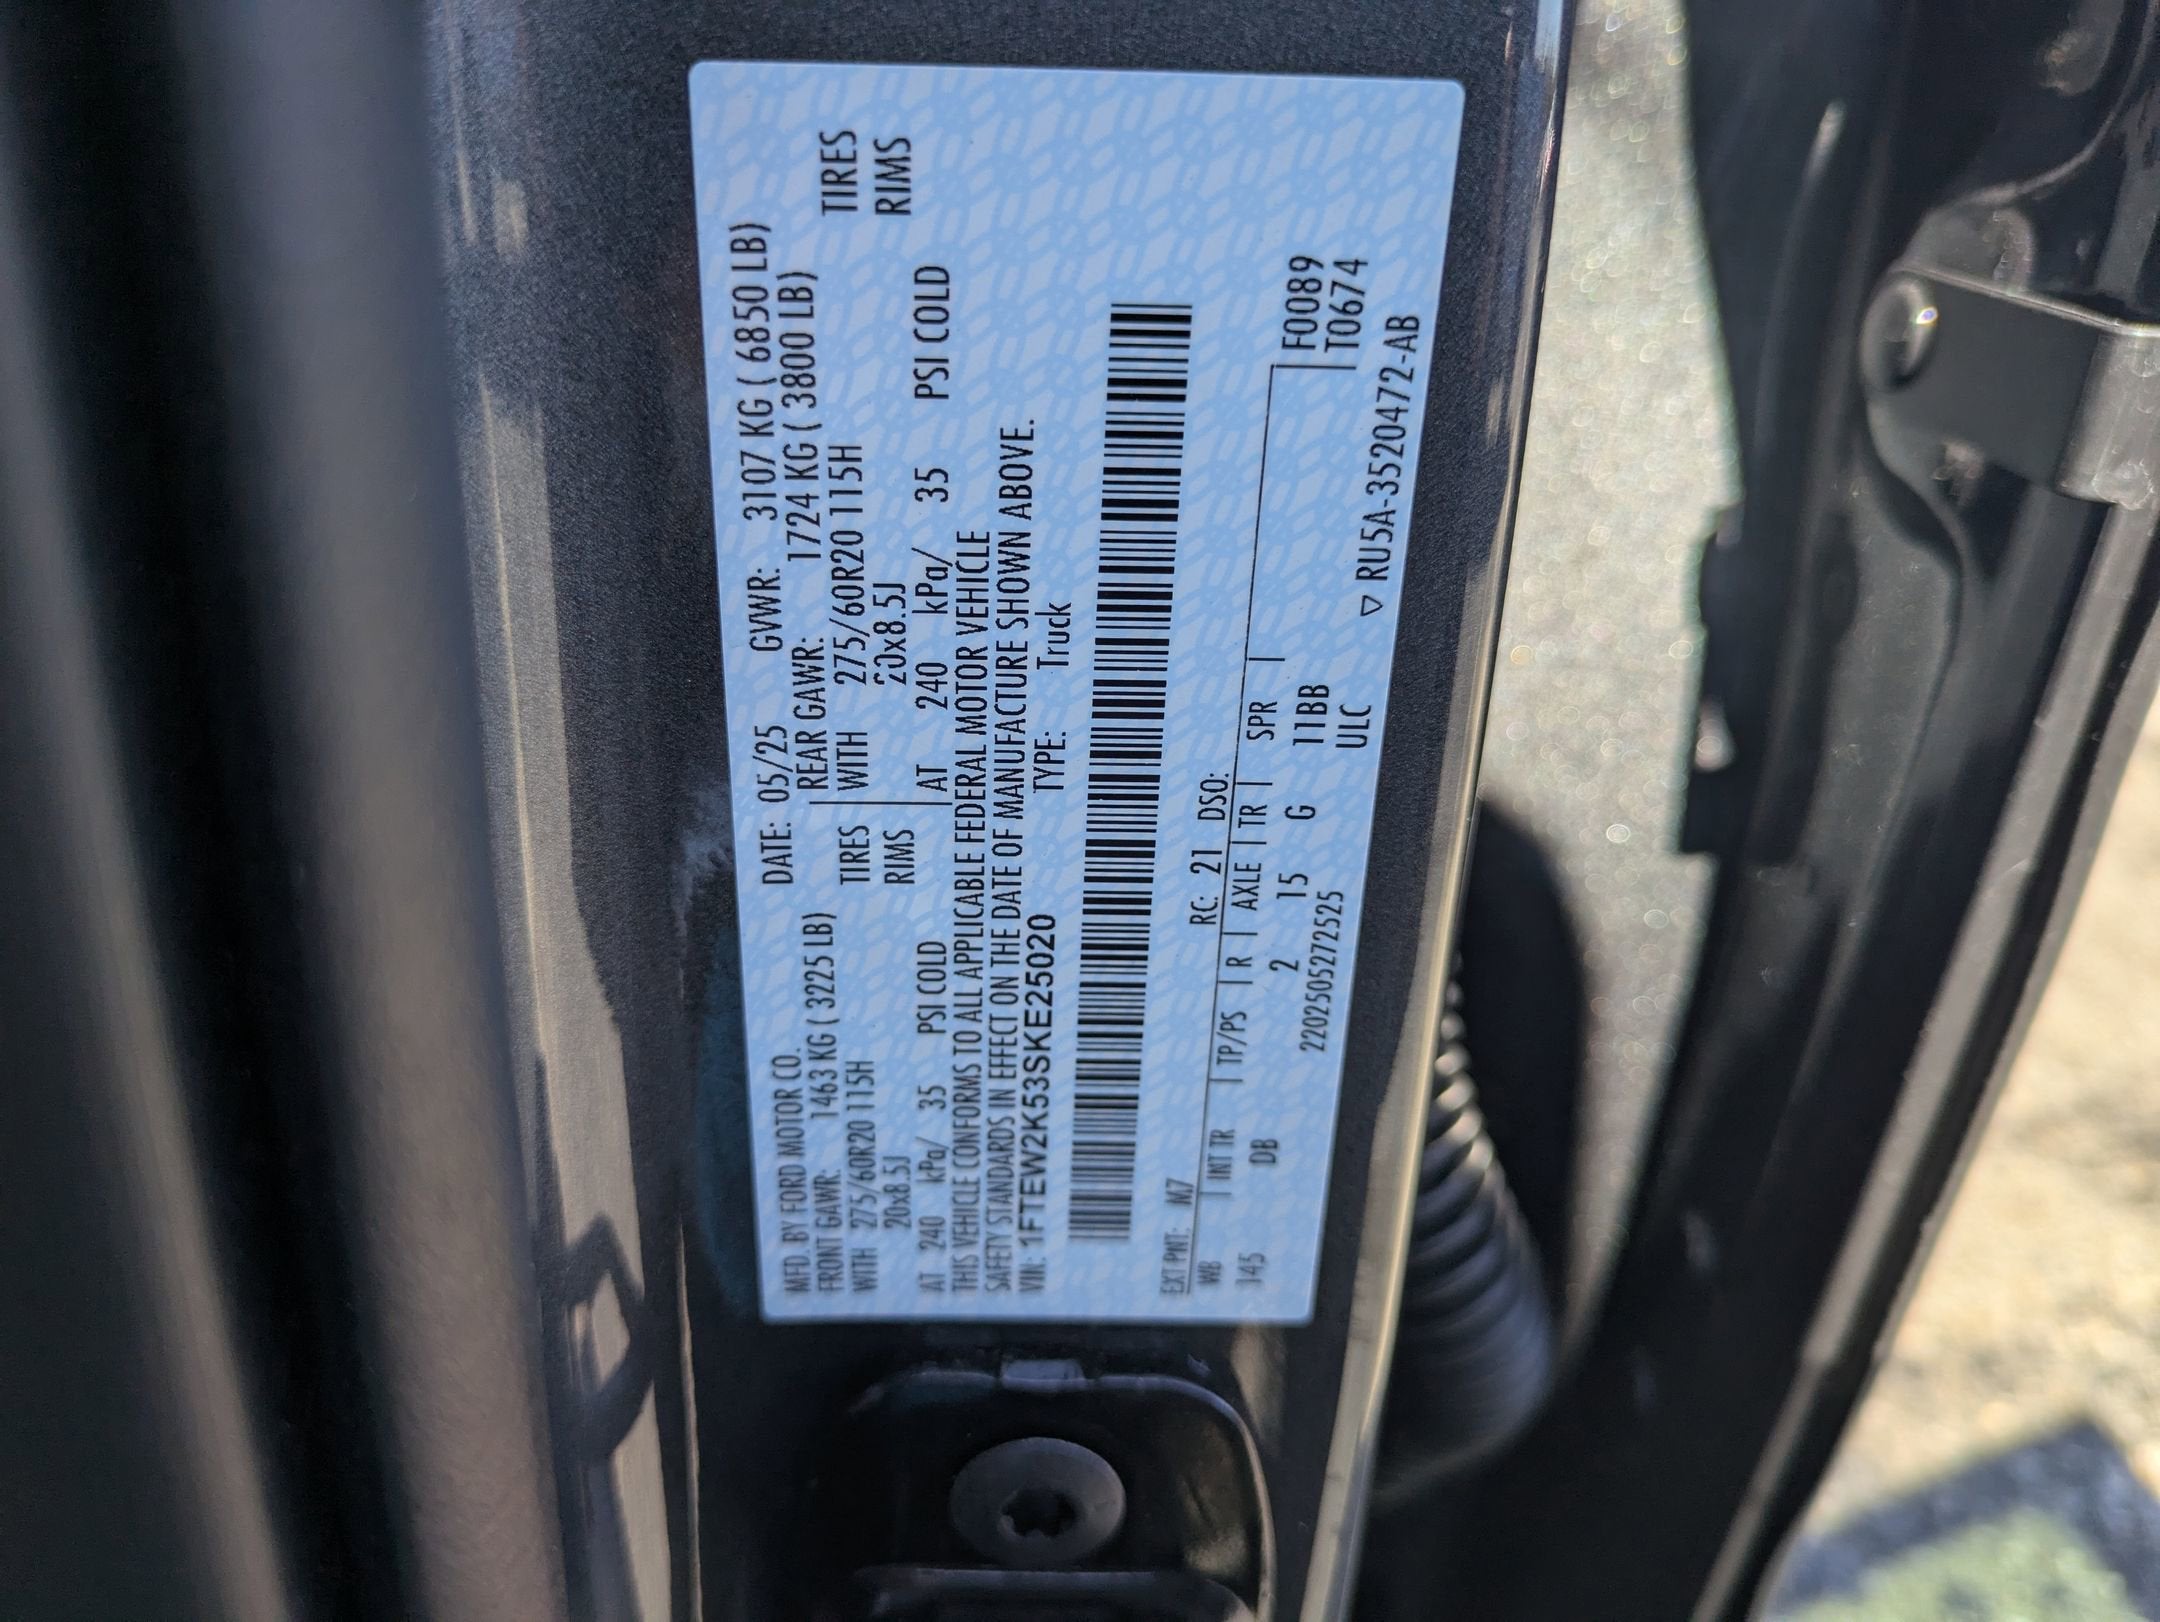 MFD. BY FORD MOTOR CO. DATE: 05/25 GVWR: 3107 KG ( 6850 LB)
FRONT GAWR: 1463 KG ( 3225 LB) REAR GAWR: 1724 KG ( 3800 LB)
WITH 275/60R20 115H TIRES WITH 275/60R20 115H TIRES
20x8.5J RIMS 20x8.5J RIMS
AT 240 kPa/ 35 PSI COLD AT 240 kPa/ 35 PSI COLD
THIS VEHICLE CONFORMS TO ALL APPLICABLE FEDERAL MOTOR VEHICLE
SAFETY STANDARDS IN EFFECT ON THE DATE OF MANUFACTURE SHOWN ABOVE.
VIN: 1FTEW2K53SKE25020 TYPE: Truck
EXT PNT: M7 RC: 21 DSO:
WB INT TR TP/PS R AXLE TR SPR F0089
145 DB 2 15 G 11BB T0674
2202505272525 ULC
▽ RU5A-3520472-AB